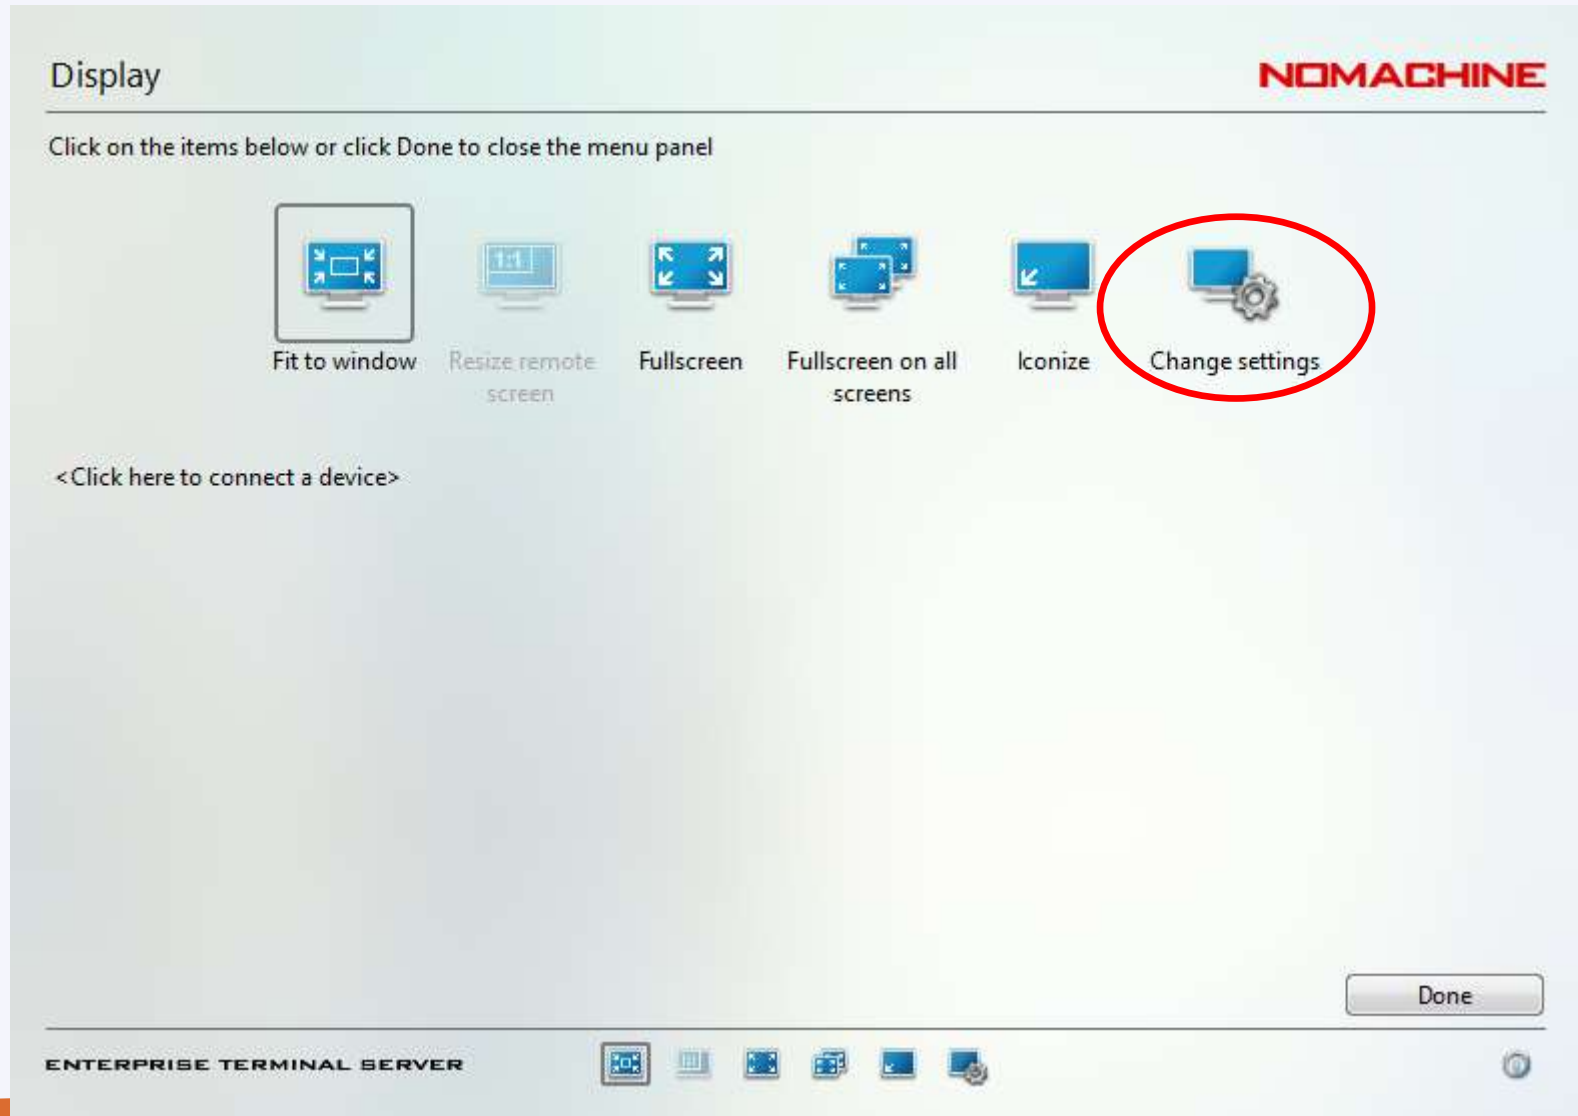 Display
NOMACHINE
Click on the items below or click Done to close the menu panel
1:1
Fit to window
Resize remote
screen
Fullscreen
Fullscreen on all
screens
Iconize
Change settings
<Click here to connect a device>
Done
ENTERPRISE TERMINAL SERVER